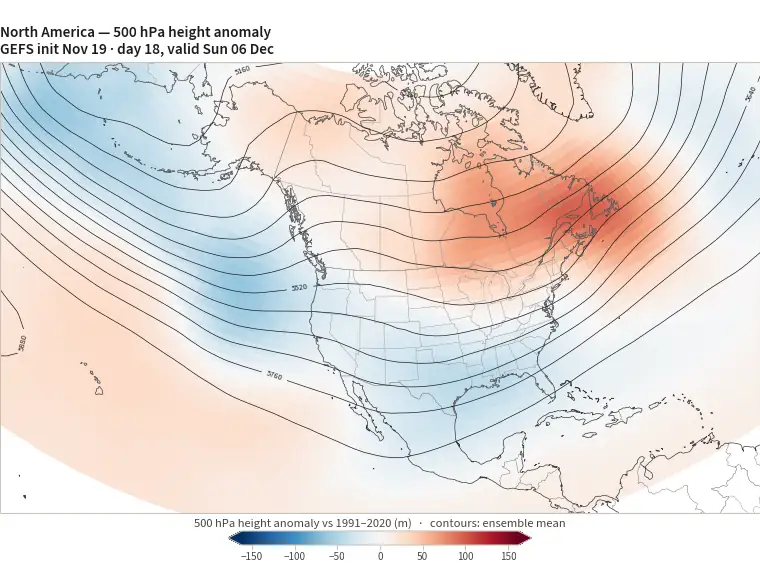 North America — 500 hPa height anomaly
GEFS init Nov 19 · day 18, valid Sun 06 Dec
5160
5640
5520
5880
5760
500 hPa height anomaly vs 1991–2020 (m) · contours: ensemble mean
−150 −100 −50 0 50 100 150